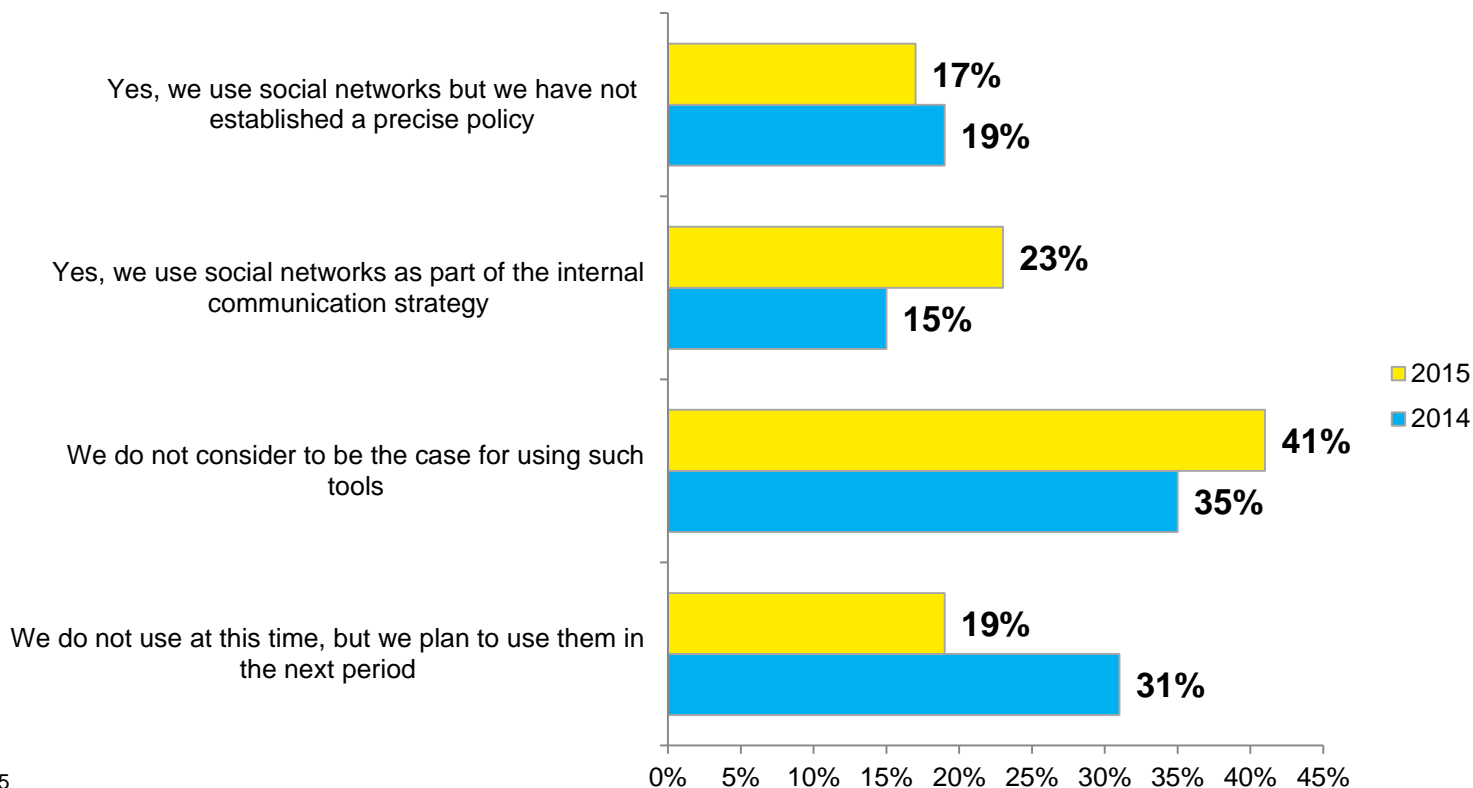 Yes, we use social networks but we have not
established a precise policy
17%
19%
Yes, we use social networks as part of the internal
communication strategy
23%
15%
We do not consider to be the case for using such
tools
41%
35%
We do not use at this time, but we plan to use them in
the next period
19%
31%
2015
2014
0% 5% 10% 15% 20% 25% 30% 35% 40% 45%
5